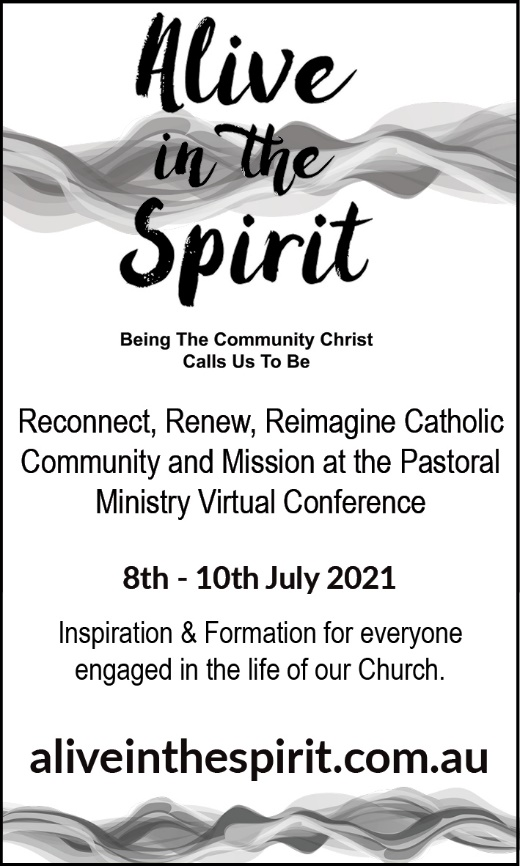 Alive
in the
Spirit
Being The Community Christ
Calls Us To Be
Reconnect, Renew, Reimagine Catholic
Community and Mission at the Pastoral
Ministry Virtual Conference
8th - 10th July 2021
Inspiration & Formation for everyone
engaged in the life of our Church.
aliveinthespirit.com.au